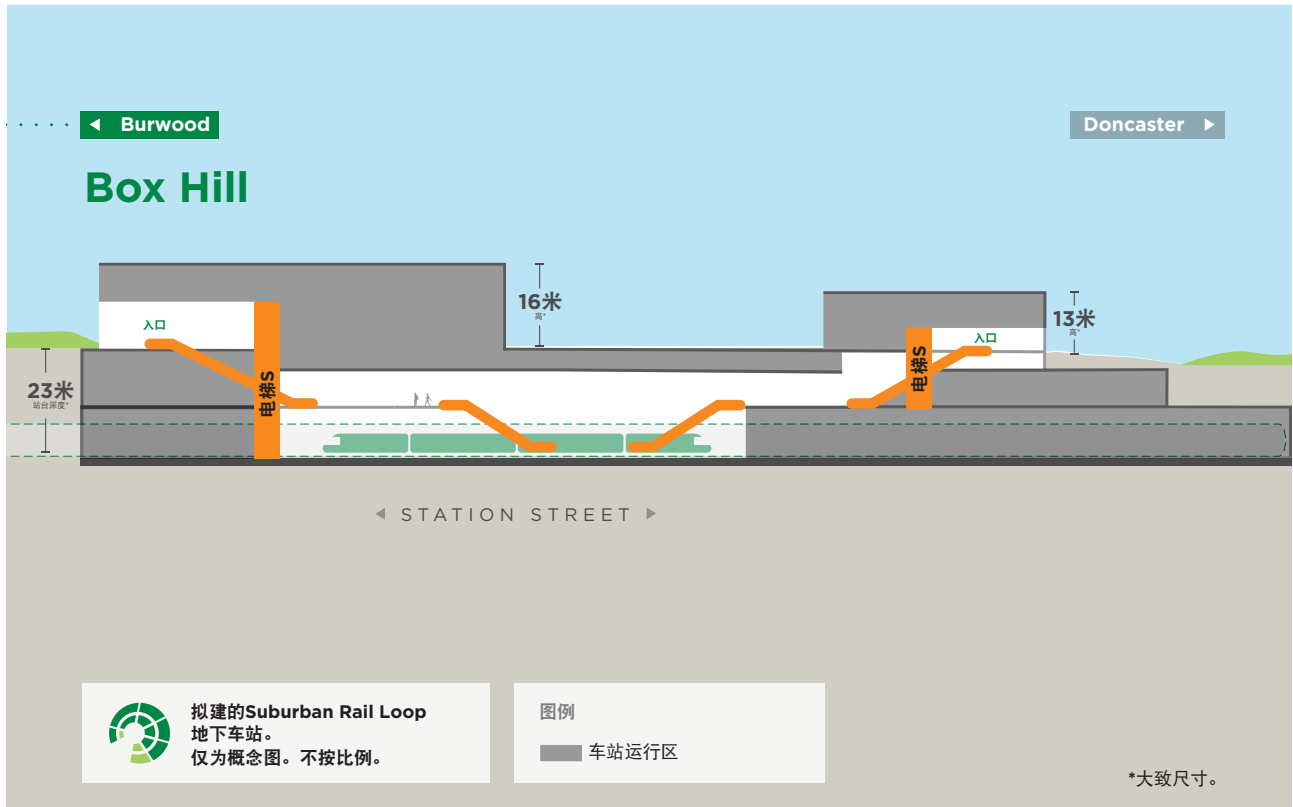 Burwood
Doncaster
Box Hill
16米
高*
13米
高*
入口
入口
23米
站台深度*
电梯S
电梯S
STATION STREET
拟建的Suburban Rail Loop
地下车站。
仅为概念图。不按比例。
图例
车站运行区
*大致尺寸。